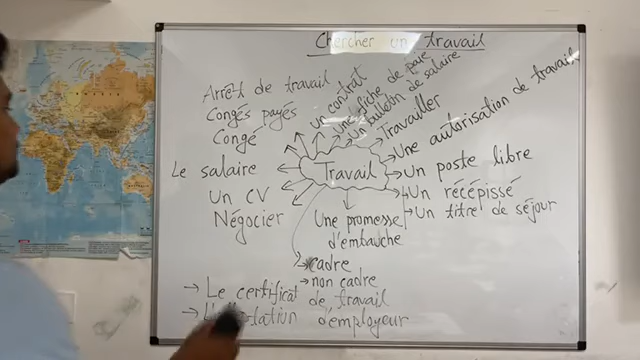 Chercher un travail
Arrêt de travail
Congés payés
Congé
Le salaire
Un CV
Négocier
un contrat
une fiche de paie
un bulletin de salaire
Travailler
Une autorisation de travail
Un poste libre
Un récépissé
Un titre de séjour
Travail
Une promesse
d'embauche
cadre
non cadre
Le certificat de travail
d'employeur